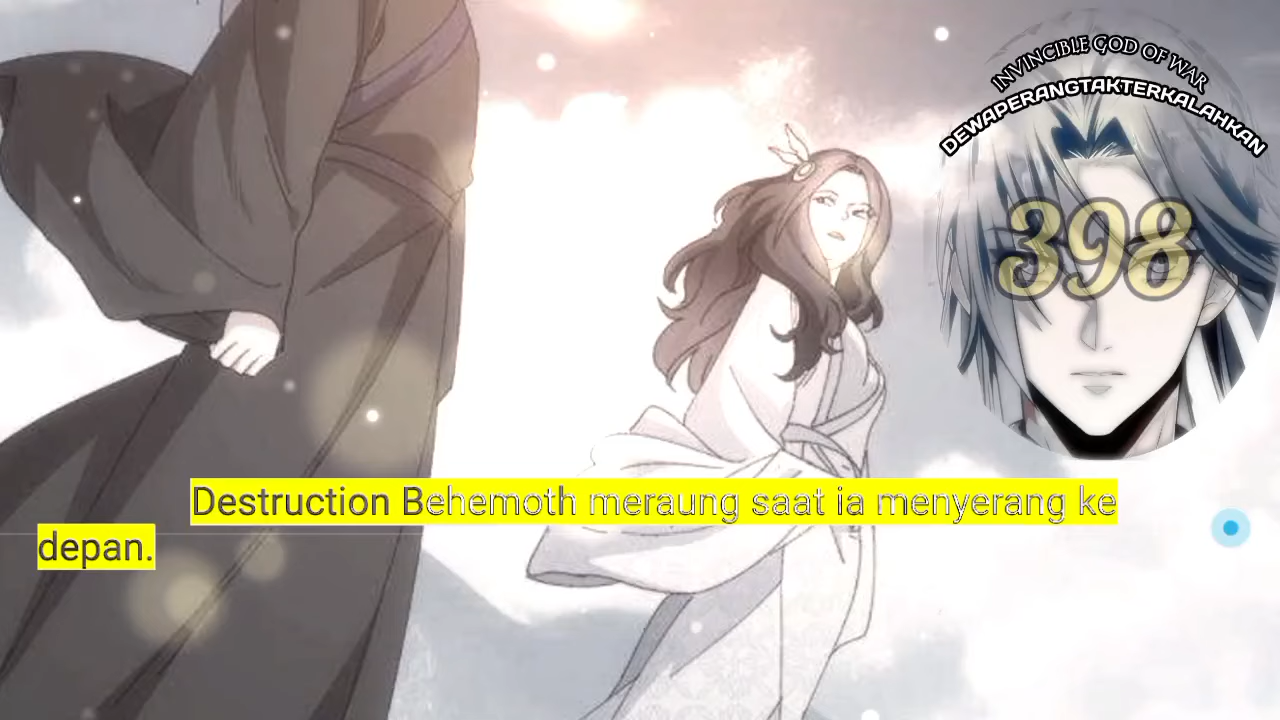 INVINCIBLE GOD OF WAR
DEWAPERANGTAKTERKALAHKAN
398
Destruction Behemoth meraung saat ia menyerang ke
depan.